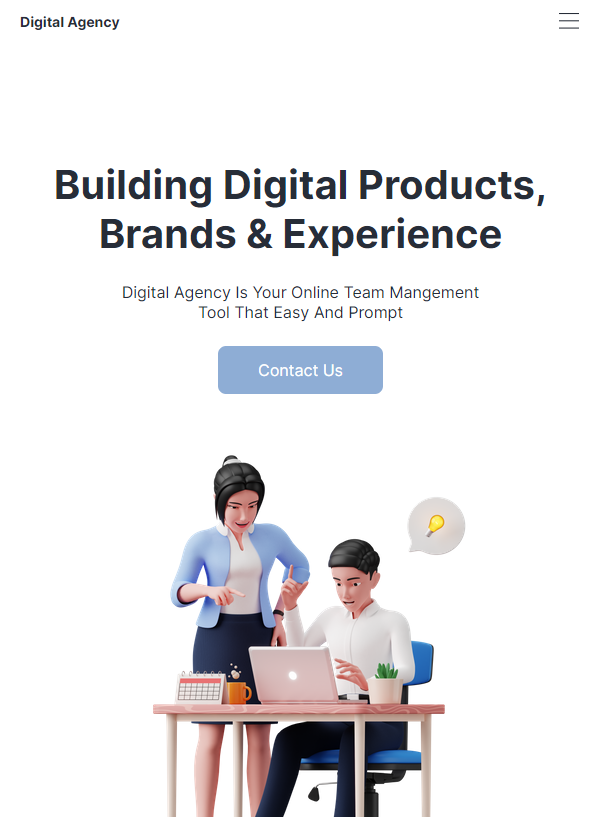 Digital Agency
Building Digital Products,
Brands & Experience
Digital Agency Is Your Online Team Mangement
Tool That Easy And Prompt
Contact Us